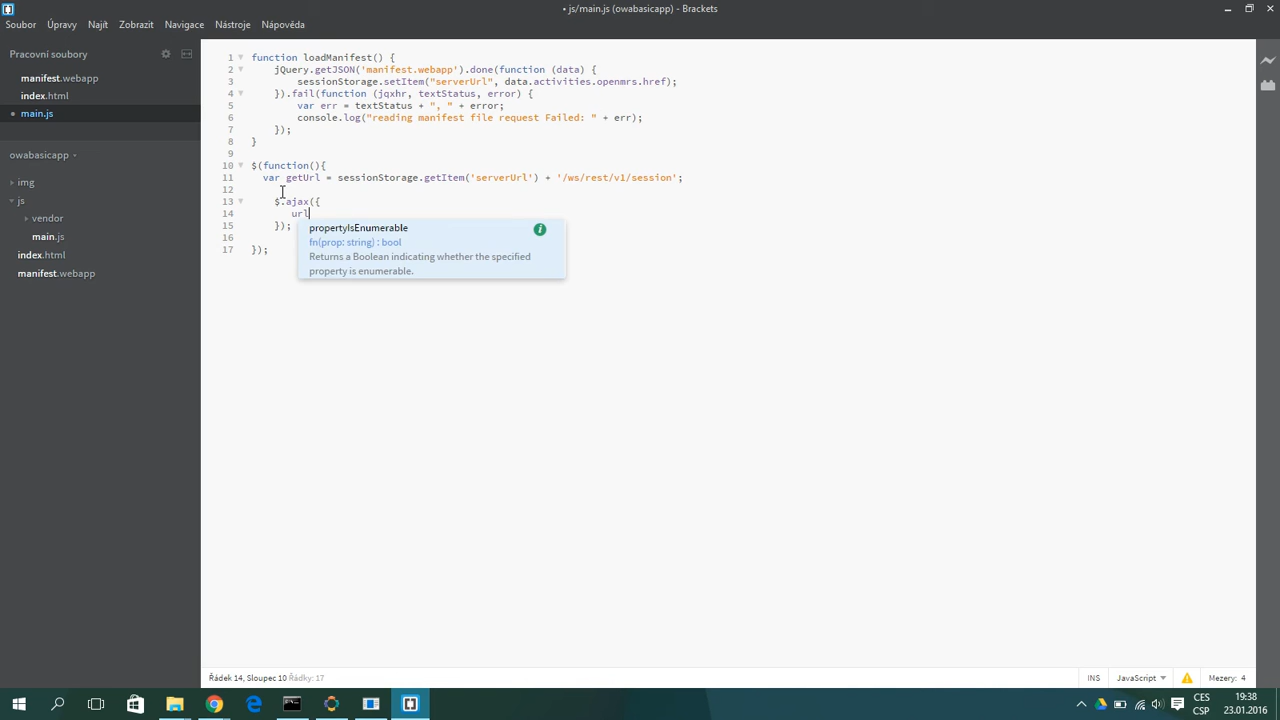 • js/main.js (owabasicapp) - Brackets
Soubor Úpravy Najít Zobrazit Navigace Nástroje Nápověda
Pracovní soubory
manifest.webapp
index.html
• main.js
owabasicapp
img
js
vendor
main.js
index.html
manifest.webapp
1 function loadManifest() {
2 jQuery.getJSON('manifest.webapp').done(function (data) {
3 sessionStorage.setItem("serverUrl", data.activities.openmrs.href);
4 }).fail(function (jqxhr, textStatus, error) {
5 var err = textStatus + ", " + error;
6 console.log("reading manifest file request Failed: " + err);
7 });
8 }
9
10 $(function(){
11 var getUrl = sessionStorage.getItem('serverUrl') + '/ws/rest/v1/session';
12
13 $.ajax({
14 url
15 });
16
17 });
propertyIsEnumerable
fn(prop: string) : bool
Returns a Boolean indicating whether the specified
property is enumerable.
Řádek 14, Sloupec 10 Řádky: 17
INS JavaScript Mezery: 4
CES 19:38
CSP 23.01.2016